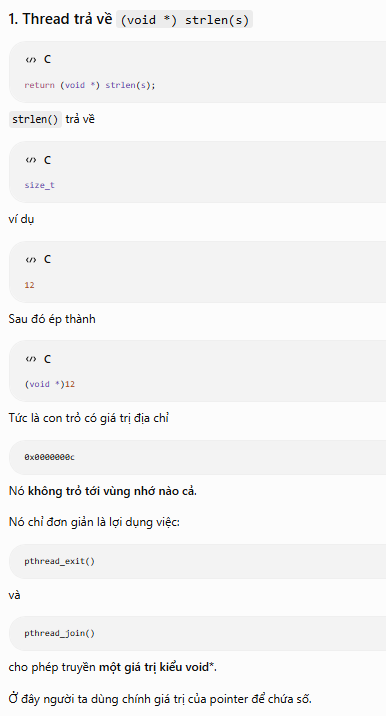 1. Thread trả về (void *) strlen(s)
C
return (void *) strlen(s);
strlen() trả về
C
size_t
ví dụ
C
12
Sau đó ép thành
C
(void *)12
Tức là con trỏ có giá trị địa chỉ
0x0000000c
Nó không trỏ tới vùng nhớ nào cả.
Nó chỉ đơn giản là lợi dụng việc:
pthread_exit()
và
pthread_join()
cho phép truyền một giá trị kiểu void*.
Ở đây người ta dùng chính giá trị của pointer để chứa số.